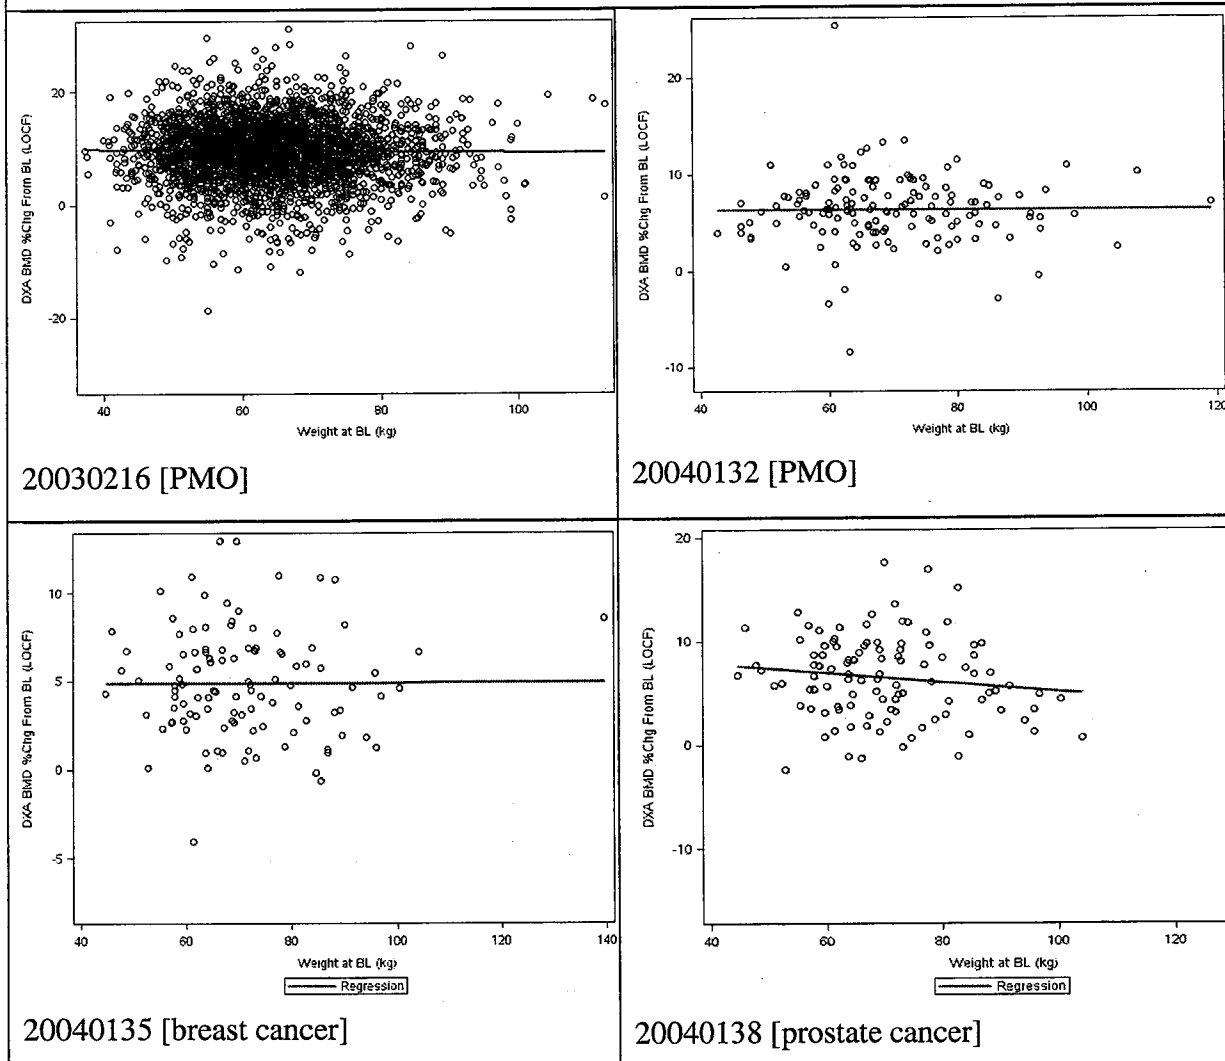 20
0
-20
DXA BMD %Chg From BL (LOCF)
40 60 80 100
Weight at BL (kg)
20030216 [PMO]
20
10
0
-10
DXA BMD %Chg From BL (LOCF)
40 60 80 100 120
Weight at BL (kg)
20040132 [PMO]
10
5
0
-5
DXA BMD %Chg From BL (LOCF)
40 60 80 100 120 140
Weight at BL (kg)
Regression
20040135 [breast cancer]
20
10
0
-10
DXA BMD %Chg From BL (LOCF)
40 60 80 100 120
Weight at BL (kg)
Regression
20040138 [prostate cancer]